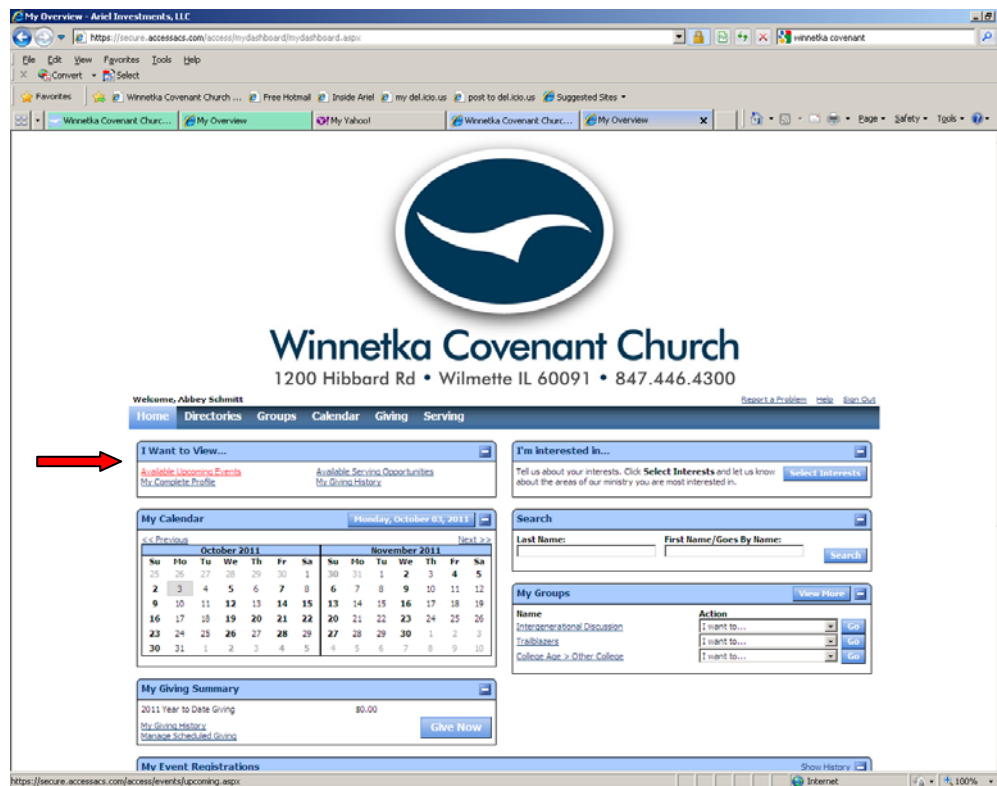 My Overview - Ariel Investments, LLC
https://secure.accessacs.com/access/mydashboard/mydashboard.aspx
winnetka covenant
File Edit View Favorites Tools Help
X Convert Select
Favorites Winnetka Covenant Church ... Free Hotmail Inside Ariel my del.icio.us post to del.icio.us Suggested Sites
Winnetka Covenant Churc... My Overview My Yahoo! Winnetka Covenant Churc... My Overview X Page Safety Tools
Winnetka Covenant Church
1200 Hibbard Rd • Wilmette IL 60091 • 847.446.4300
Welcome, Abbey Schmitt Report a Problem Help Sign Out
Home Directories Groups Calendar Giving Serving
I Want to View...
Available Upcoming Events Available Serving Opportunities
My Complete Profile My Giving History
I'm interested in...
Tell us about your interests. Click Select Interests and let us know
about the areas of our ministry you are most interested in.
Select Interests
My Calendar Monday, October 03, 2011
<< Previous Next >>
October 2011 November 2011
Su Mo Tu We Th Fr Sa Su Mo Tu We Th Fr Sa
25 26 27 28 29 30 1 30 31 1 2 3 4 5
2 3 4 5 6 7 8 6 7 8 9 10 11 12
9 10 11 12 13 14 15 13 14 15 16 17 18 19
16 17 18 19 20 21 22 20 21 22 23 24 25 26
23 24 25 26 27 28 29 27 28 29 30 1 2 3
30 31 1 2 3 4 5 4 5 6 7 8 9 10
Search
Last Name: First Name/Goes By Name:
Search
My Groups View More
Name Action
Intergenerational Discussion I want to... Go
Trailblazers I want to... Go
College Age > Other College I want to... Go
My Giving Summary
2011 Year to Date Giving $0.00
My Giving History
Manage Scheduled Giving
Give Now
My Event Registrations Show History
https://secure.accessacs.com/access/events/upcoming.aspx Internet 100%